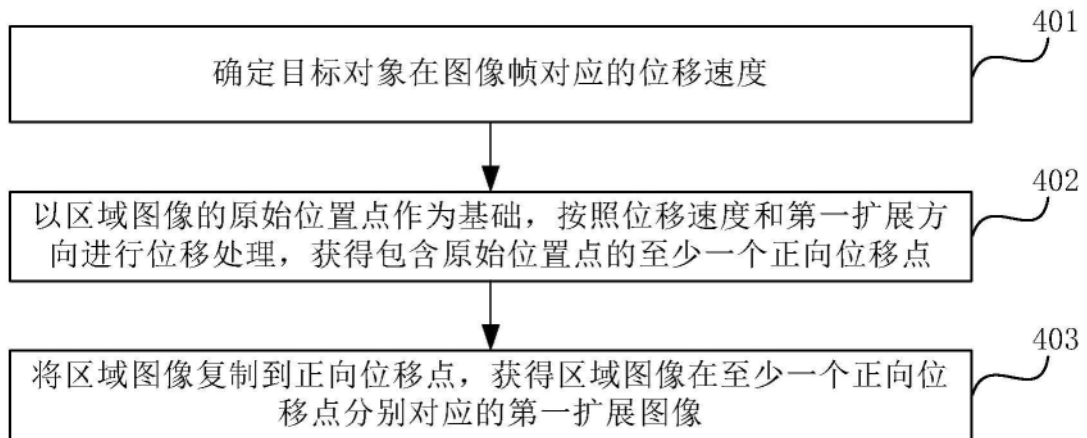 401
确定目标对象在图像帧对应的位移速度
402
以区域图像的原始位置点作为基础，按照位移速度和第一扩展方
向进行位移处理，获得包含原始位置点的至少一个正向位移点
403
将区域图像复制到正向位移点，获得区域图像在至少一个正向位
移点分别对应的第一扩展图像